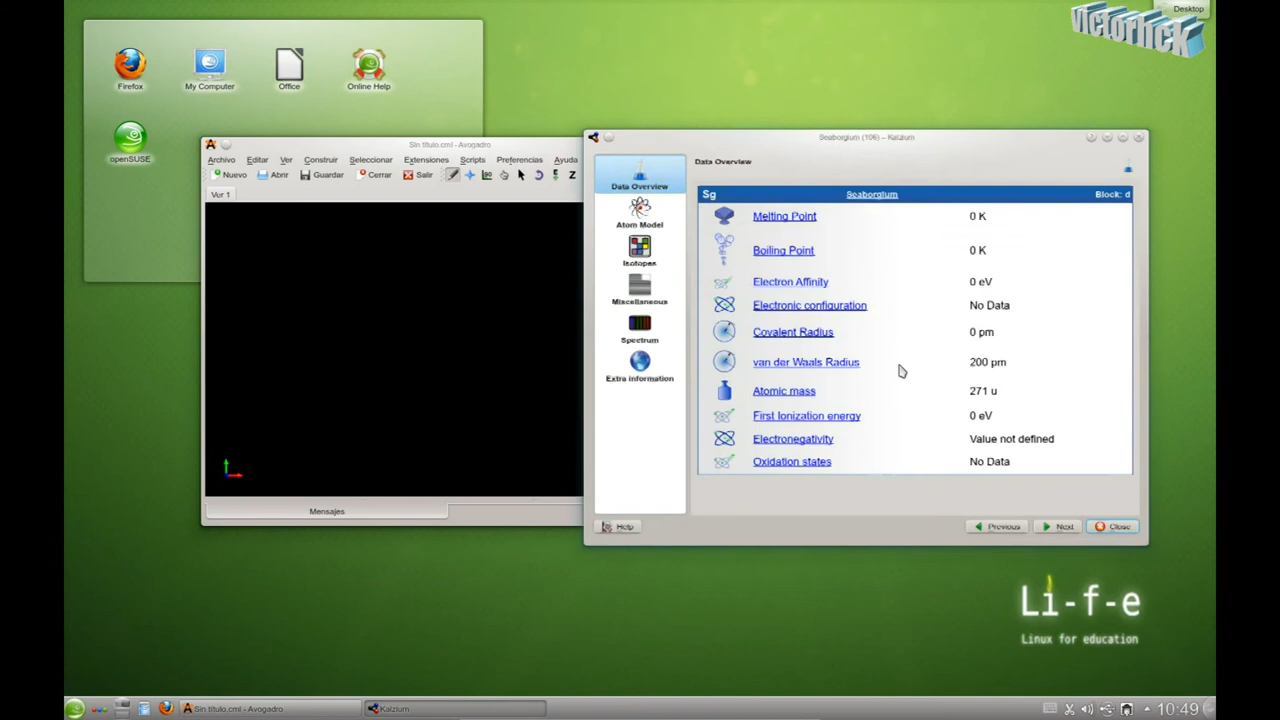 Desktop
victorhck
Firefox
My Computer
Office
Online Help
openSUSE
Sin título.cml - Avogadro
Archivo Editar Ver Construir Seleccionar Extensiones Scripts Preferencias Ayuda
Nuevo Abrir Guardar Cerrar Salir
Ver 1
Mensajes
Seaborgium (106) – Kalzium
Data Overview
Atom Model
Isotopes
Miscellaneous
Spectrum
Extra information
Data Overview
Sg Seaborgium Block: d
Melting Point 0 K
Boiling Point 0 K
Electron Affinity 0 eV
Electronic configuration No Data
Covalent Radius 0 pm
van der Waals Radius 200 pm
Atomic mass 271 u
First Ionization energy 0 eV
Electronegativity Value not defined
Oxidation states No Data
Help Previous Next Close
Li-f-e
Linux for education
Sin título.cml - Avogadro Kalzium 10:49